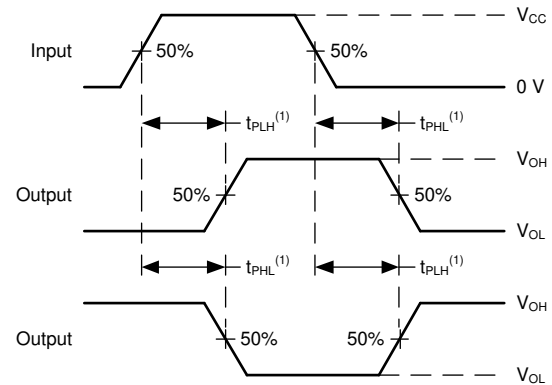 V_CC
Input 50% 50%
0 V
t_PLH^(1) t_PHL^(1)
V_OH
Output 50% 50%
V_OL
t_PHL^(1) t_PLH^(1)
V_OH
Output 50% 50%
V_OL